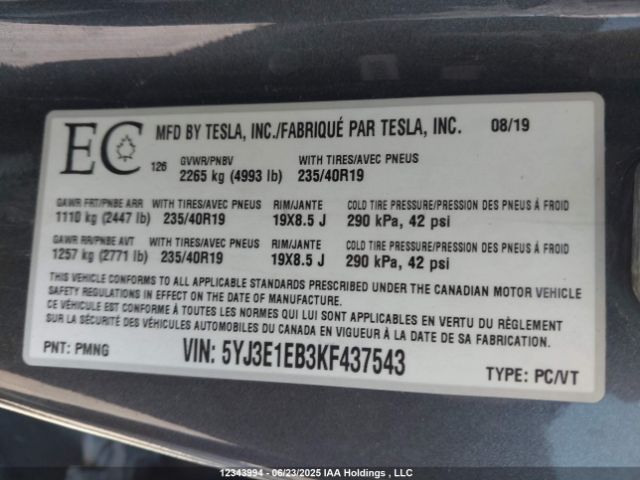 EC
126
MFD BY TESLA, INC./FABRIQUÉ PAR TESLA, INC. 08/19
GVWR/PNBV WITH TIRES/AVEC PNEUS
2265 kg (4993 lb) 235/40R19
GAWR FRT/PNBE ARR WITH TIRES/AVEC PNEUS RIM/JANTE COLD TIRE PRESSURE/PRESSION DES PNEUS À FROID
1110 kg (2447 lb) 235/40R19 19X8.5 J 290 kPa, 42 psi
GAWR RR/PNBE AVT WITH TIRES/AVEC PNEUS RIM/JANTE COLD TIRE PRESSURE/PRESSION DES PNEUS À FROID
1257 kg (2771 lb) 235/40R19 19X8.5 J 290 kPa, 42 psi
THIS VEHICLE CONFORMS TO ALL APPLICABLE STANDARDS PRESCRIBED UNDER THE CANADIAN MOTOR VEHICLE
SAFETY REGULATIONS IN EFFECT ON THE DATE OF MANUFACTURE.
CE VÉHICULE EST CONFORME À TOUTES LES NORMES QUI LUI SONT APPLICABLES EN VERTU DU RÈGLEMENT
SUR LA SÉCURITÉ DES VÉHICULES AUTOMOBILES DU CANADA EN VIGUEUR À LA DATE DE SA FABRICATION.
PNT: PMNG VIN: 5YJ3E1EB3KF437543 TYPE: PC/VT
12343994 06/23/2025 IAA Holdings , LLC